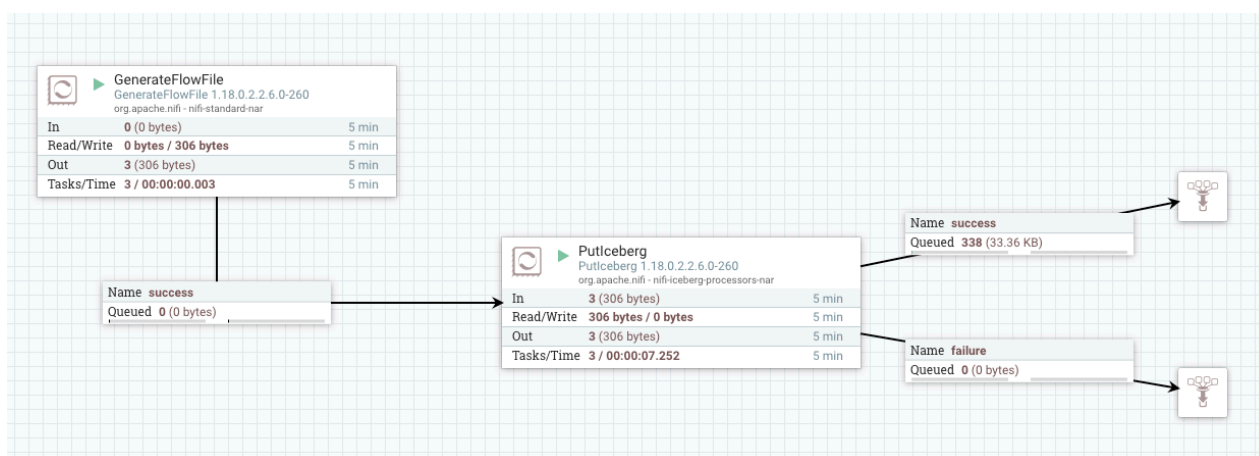 GenerateFlowFile
GenerateFlowFile 1.18.0.2.2.6.0-260
org.apache.nifi - nifi-standard-nar
In 0 (0 bytes) 5 min
Read/Write 0 bytes / 306 bytes 5 min
Out 3 (306 bytes) 5 min
Tasks/Time 3 / 00:00:00.003 5 min
Name success
Queued 0 (0 bytes)
PutIceberg
PutIceberg 1.18.0.2.2.6.0-260
org.apache.nifi - nifi-iceberg-processors-nar
In 3 (306 bytes) 5 min
Read/Write 306 bytes / 0 bytes 5 min
Out 3 (306 bytes) 5 min
Tasks/Time 3 / 00:00:07.252 5 min
Name success
Queued 338 (33.36 KB)
Name failure
Queued 0 (0 bytes)